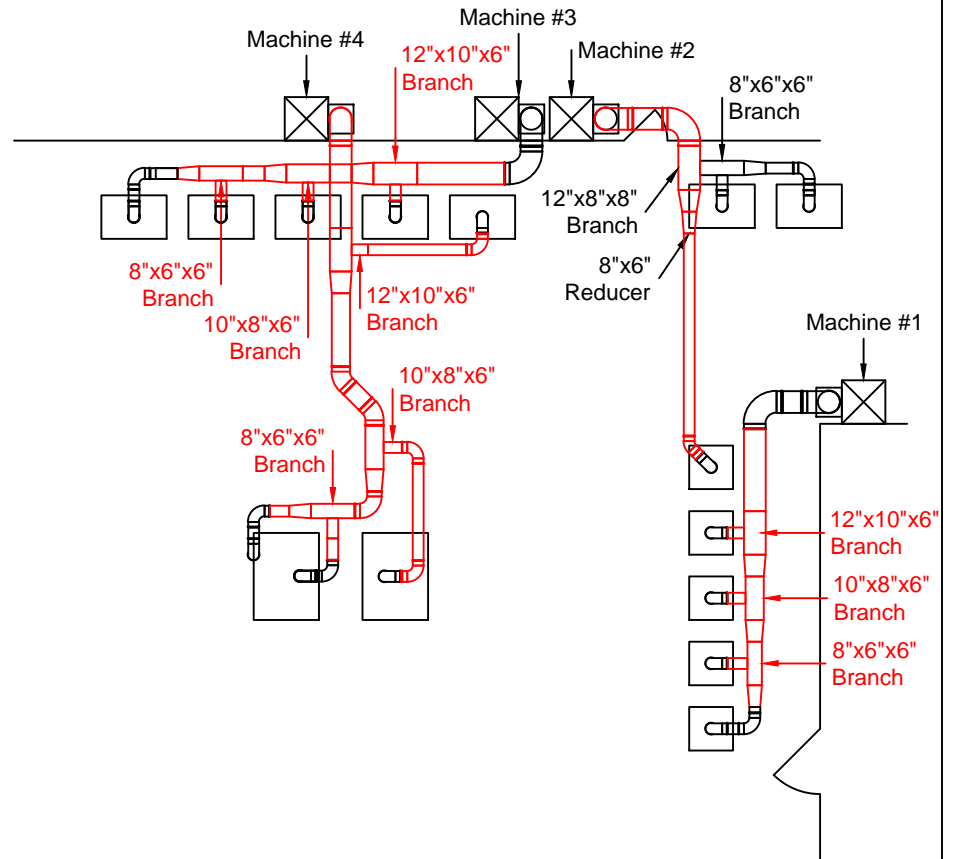 Machine #3
Machine #4
12"x10"x6"
Branch
Machine #2
8"x6"x6"
Branch
12"x8"x8"
Branch
8"x6"x6"
Branch
8"x6"
Reducer
12"x10"x6"
Branch
10"x8"x6"
Branch
Machine #1
10"x8"x6"
Branch
8"x6"x6"
Branch
12"x10"x6"
Branch
10"x8"x6"
Branch
8"x6"x6"
Branch